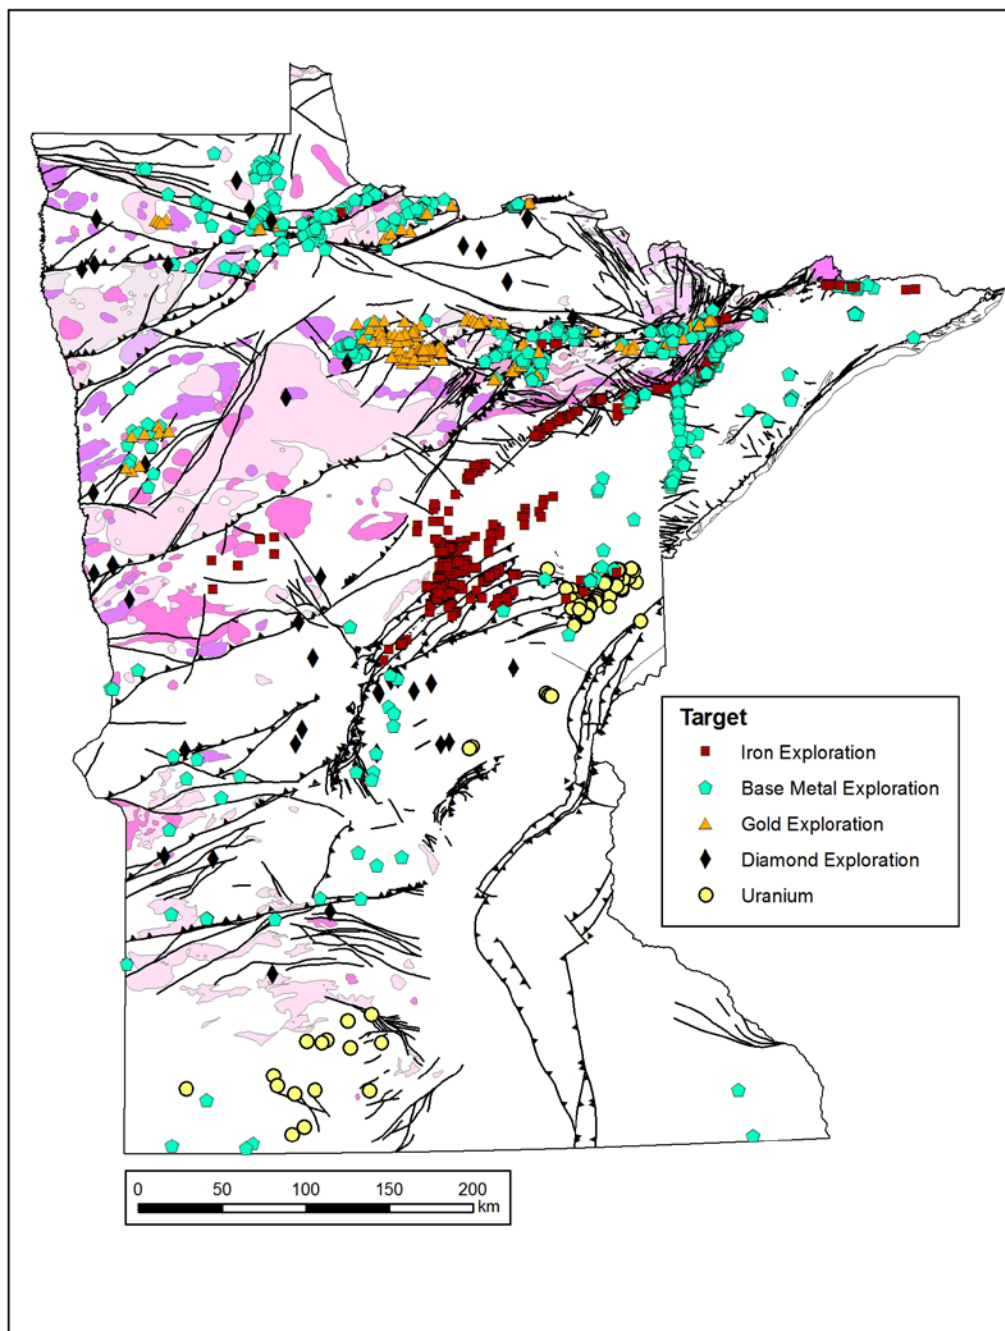 Target
Iron Exploration
Base Metal Exploration
Gold Exploration
Diamond Exploration
Uranium
0 50 100 150 200
km